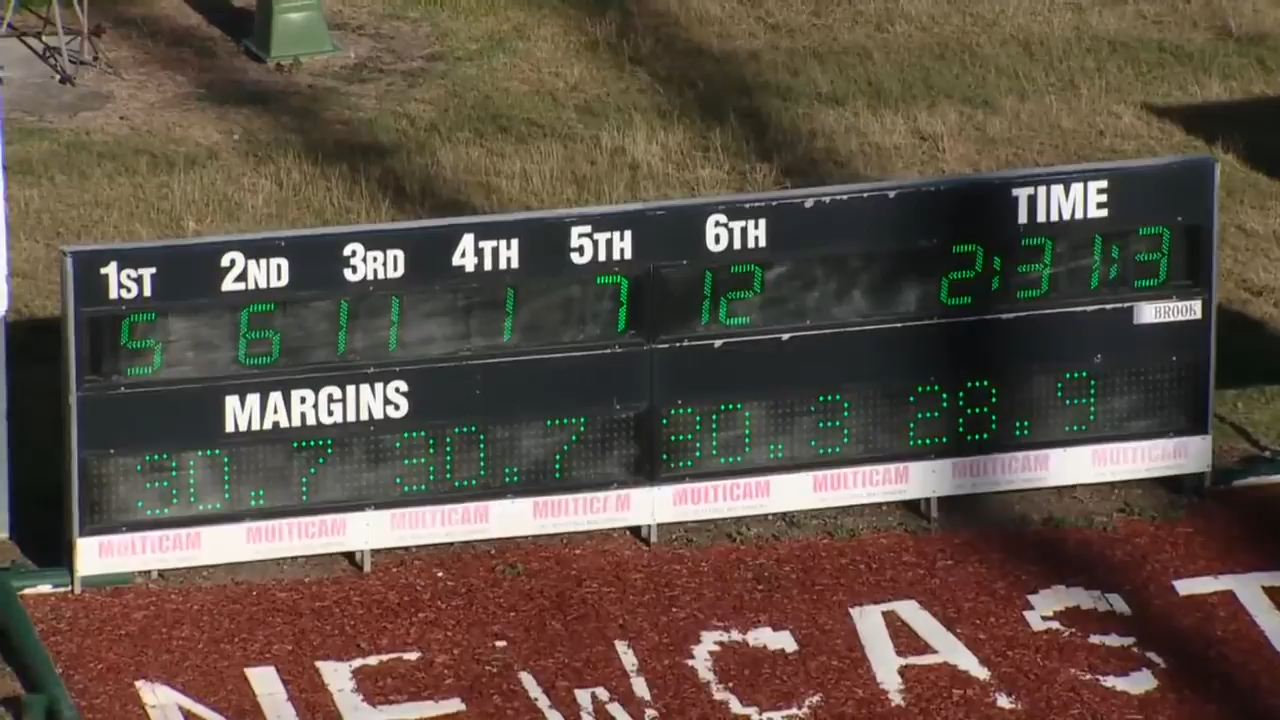 1ST 2ND 3RD 4TH 5TH 6TH TIME
5 6 11 1 7 12 2:31:3
BROOK
MARGINS
30.7 30.7 30.3 28.9
MULTICAM MULTICAM MULTICAM MULTICAM MULTICAM MULTICAM MULTICAM MULTICAM
NEWCAST